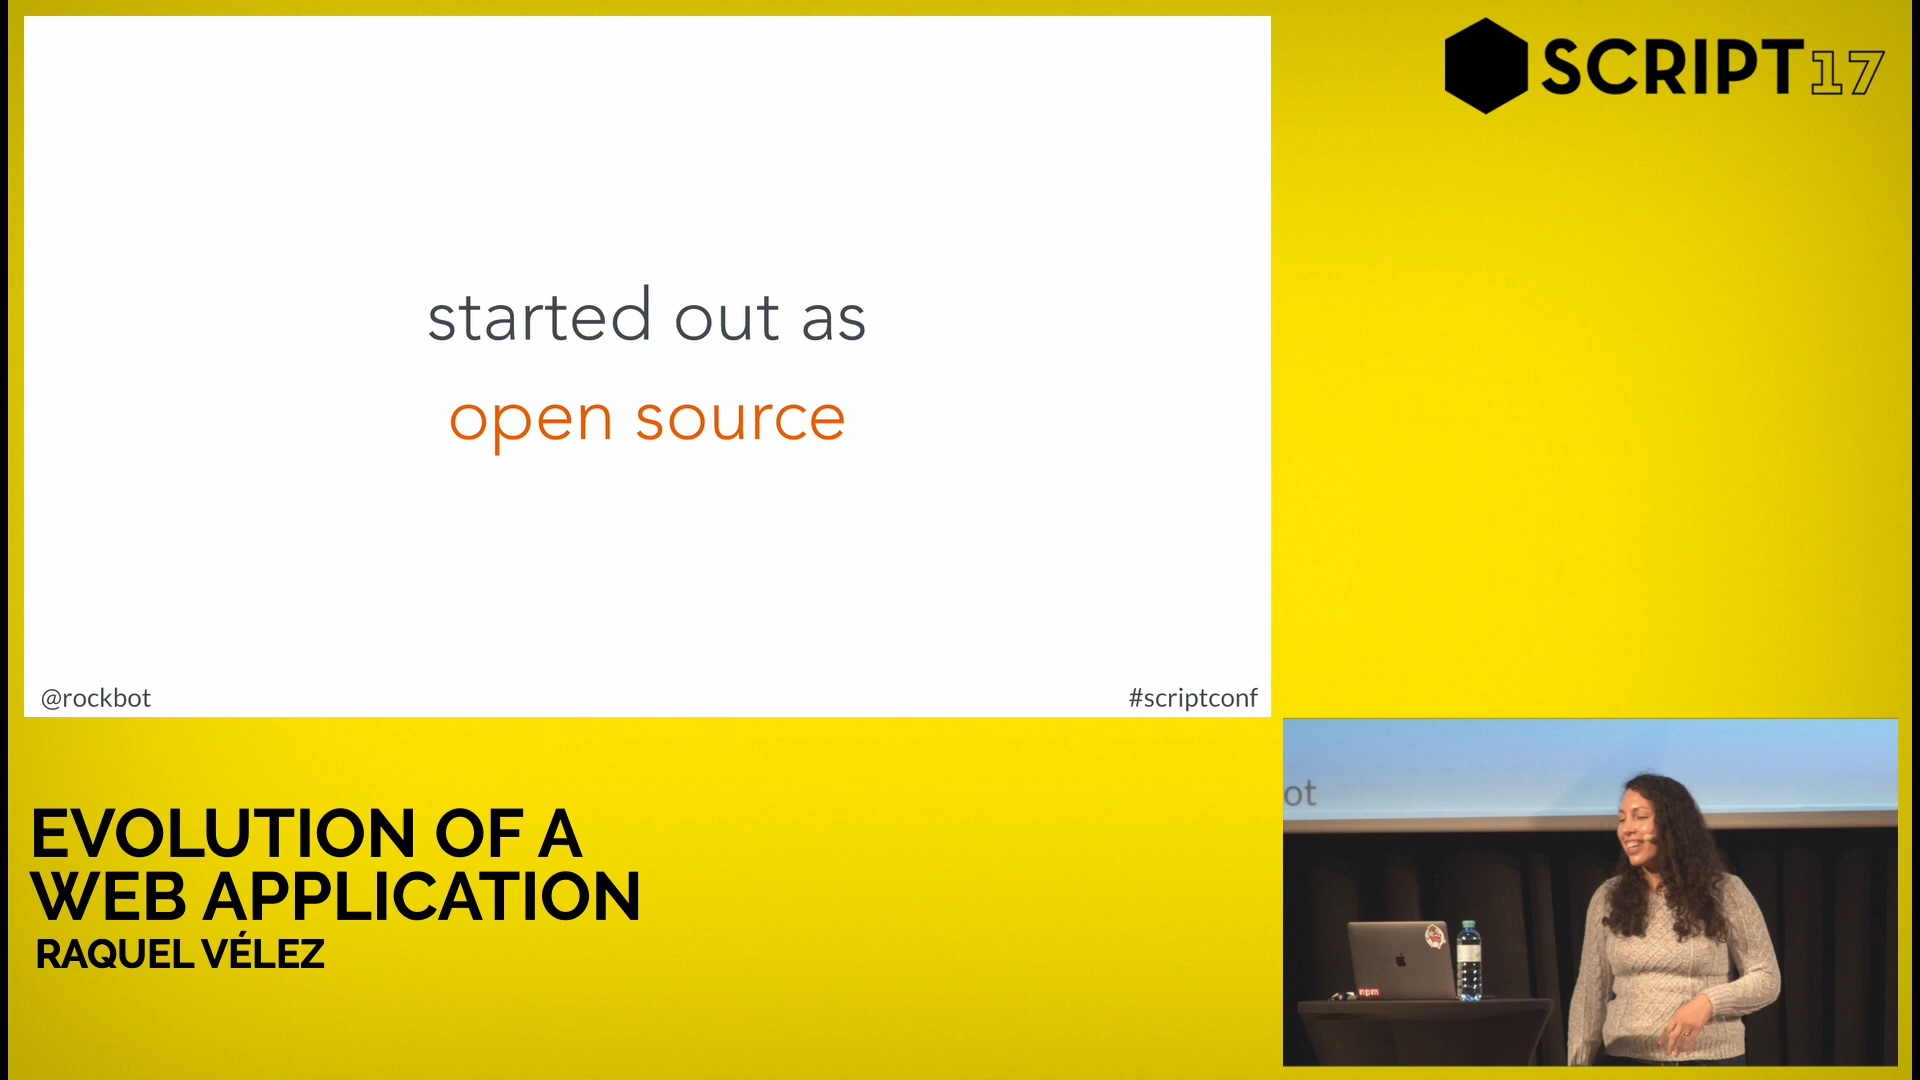 SCRIPT17
started out as
open source
@rockbot
#scriptconf
ot
EVOLUTION OF A
WEB APPLICATION
RAQUEL VÉLEZ
npm